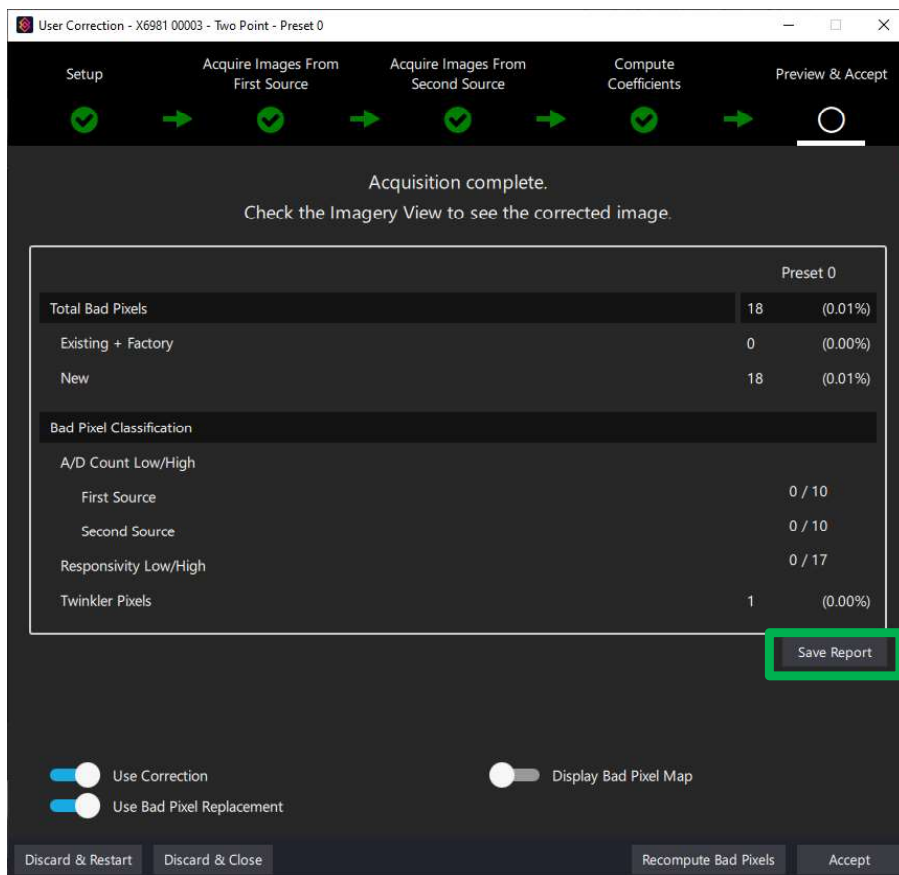 User Correction - X6981 00003 - Two Point - Preset 0
Setup
Acquire Images From
First Source
Acquire Images From
Second Source
Compute
Coefficients
Preview & Accept
Acquisition complete.
Check the Imagery View to see the corrected image.
Preset 0
Total Bad Pixels 18 (0.01%)
Existing + Factory 0 (0.00%)
New 18 (0.01%)
Bad Pixel Classification
A/D Count Low/High
First Source 0 / 10
Second Source 0 / 10
Responsivity Low/High 0 / 17
Twinkler Pixels 1 (0.00%)
Save Report
Use Correction Display Bad Pixel Map
Use Bad Pixel Replacement
Discard & Restart Discard & Close Recompute Bad Pixels Accept